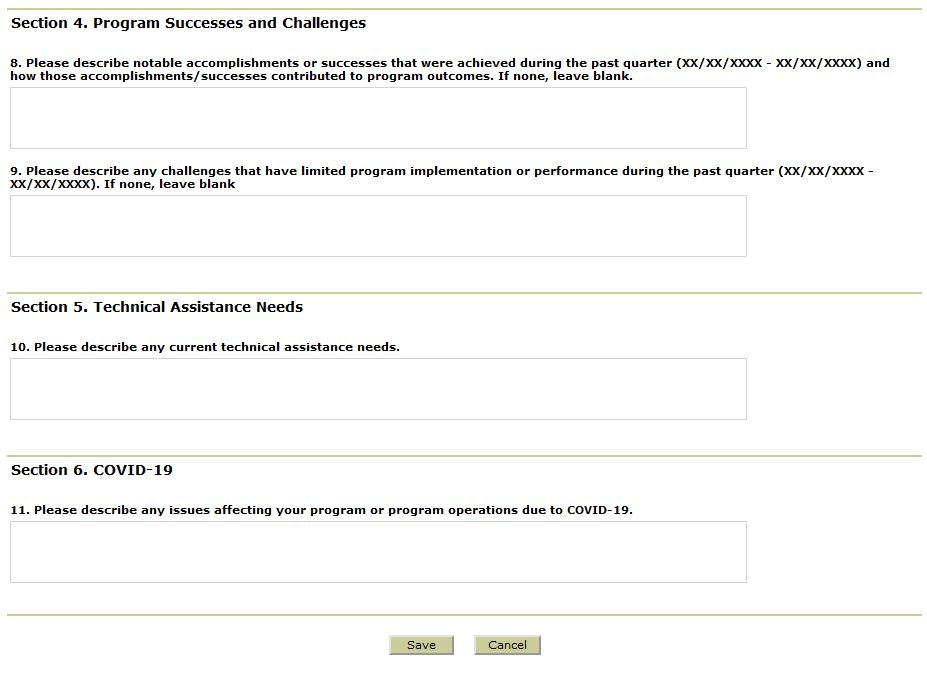 Section 4. Program Successes and Challenges
8. Please describe notable accomplishments or successes that were achieved during the past quarter (XX/XX/XXXX - XX/XX/XXXX) and
how those accomplishments/successes contributed to program outcomes. If none, leave blank.
9. Please describe any challenges that have limited program implementation or performance during the past quarter (XX/XX/XXXX -
XX/XX/XXXX). If none, leave blank
Section 5. Technical Assistance Needs
10. Please describe any current technical assistance needs.
Section 6. COVID-19
11. Please describe any issues affecting your program or program operations due to COVID-19.
Save Cancel